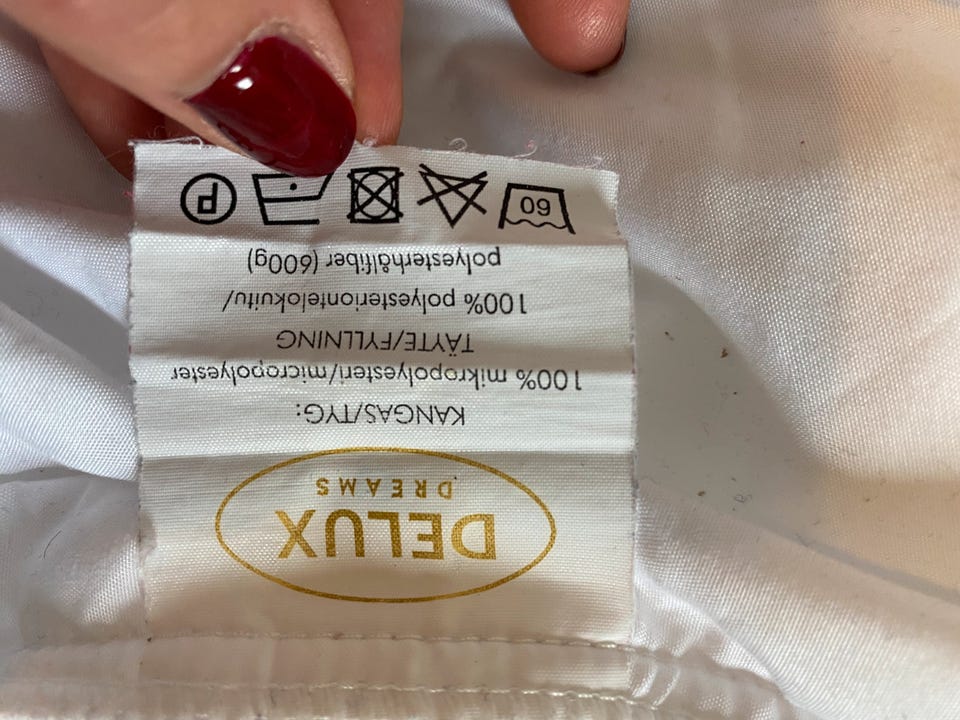 DELUX
DREAMS
KANGAS/TYG:
100% mikropolyesteri/micropolyester
TÄYTE/FYLLNING
100% polyesteriontelokuitu/
polyesterhålfiber (600g)
60 P